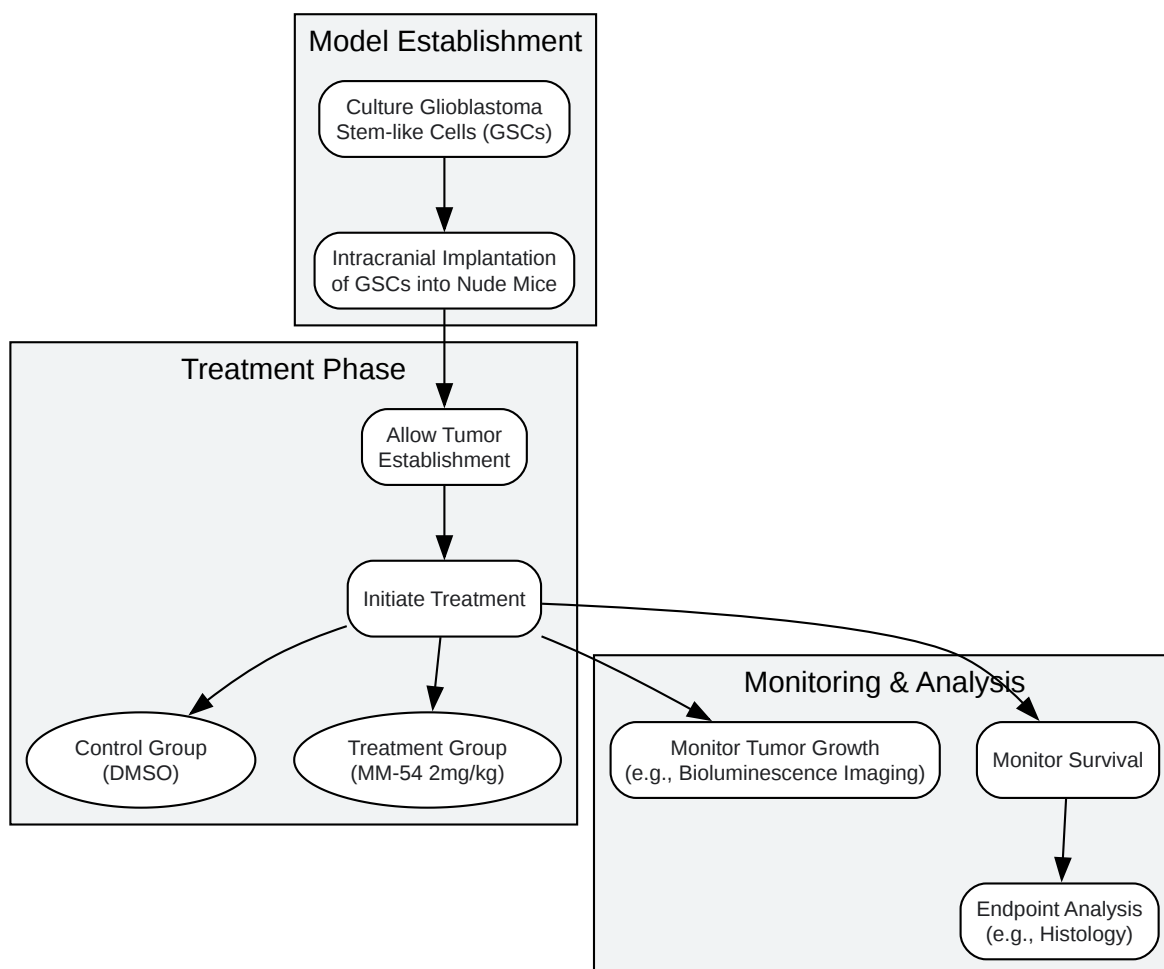 Model Establishment
Culture Glioblastoma
Stem-like Cells (GSCs)
Intracranial Implantation
of GSCs into Nude Mice
Treatment Phase
Allow Tumor
Establishment
Initiate Treatment
Control Group
(DMSO)
Treatment Group
(MM-54 2mg/kg)
Monitoring & Analysis
Monitor Tumor Growth
(e.g., Bioluminescence Imaging)
Monitor Survival
Endpoint Analysis
(e.g., Histology)